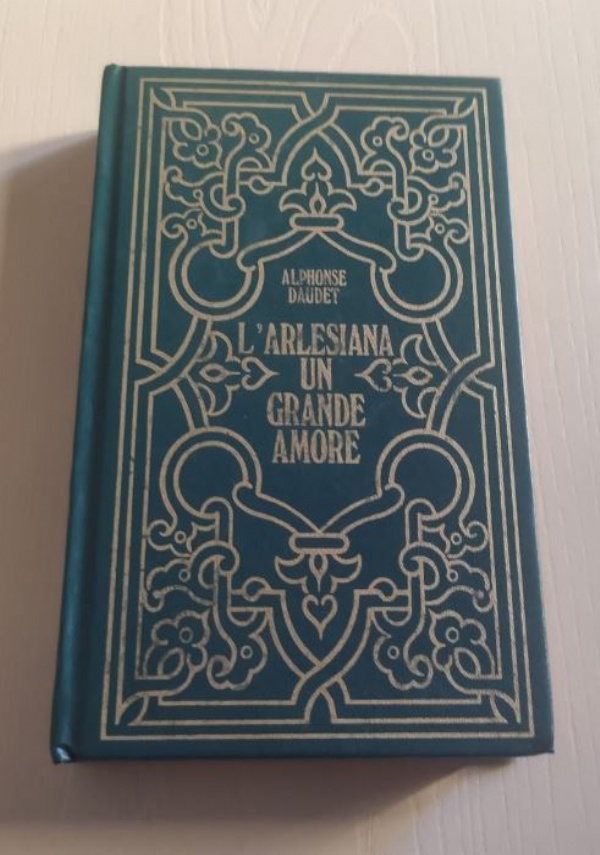 ALPHONSE
DAUDET
L'ARLESIANA
UN
GRANDE
AMORE